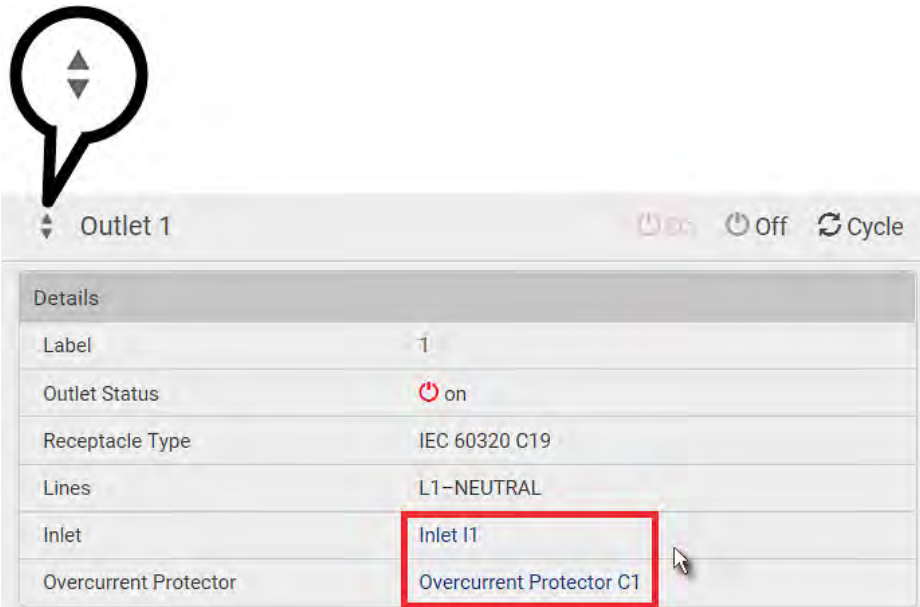 Outlet 1 On Off Cycle
Details
Label 1
Outlet Status on
Receptacle Type IEC 60320 C19
Lines L1–NEUTRAL
Inlet Inlet I1
Overcurrent Protector Overcurrent Protector C1